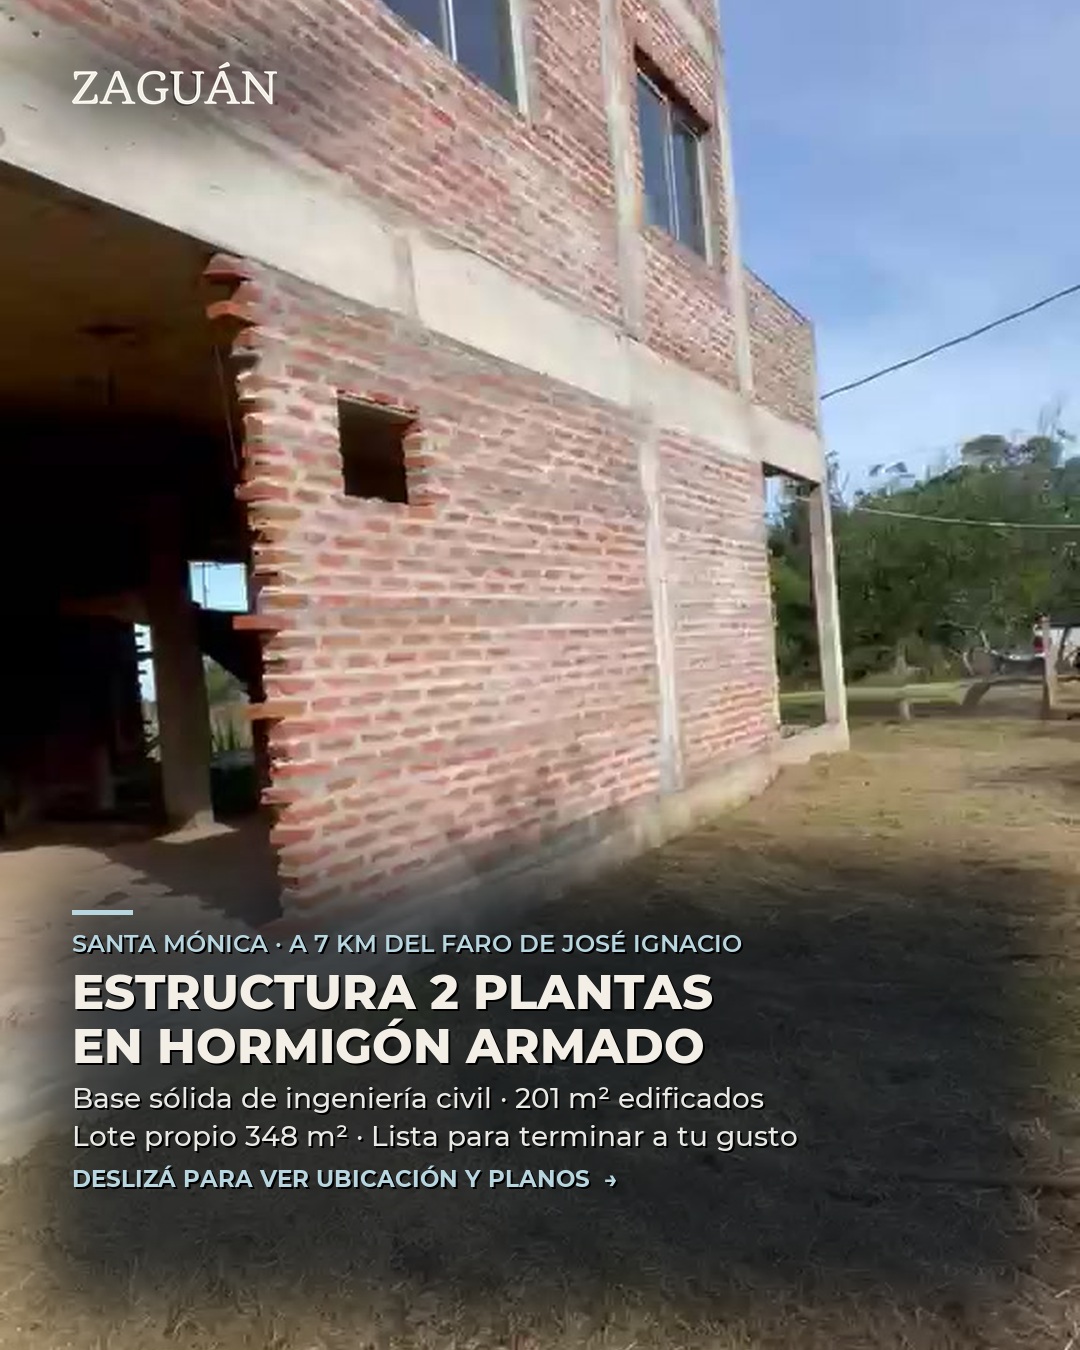 ZAGUÁN
SANTA MÓNICA · A 7 KM DEL FARO DE JOSÉ IGNACIO
ESTRUCTURA 2 PLANTAS
EN HORMIGÓN ARMADO
Base sólida de ingeniería civil · 201 m² edificados
Lote propio 348 m² · Lista para terminar a tu gusto
DESLIZÁ PARA VER UBICACIÓN Y PLANOS →